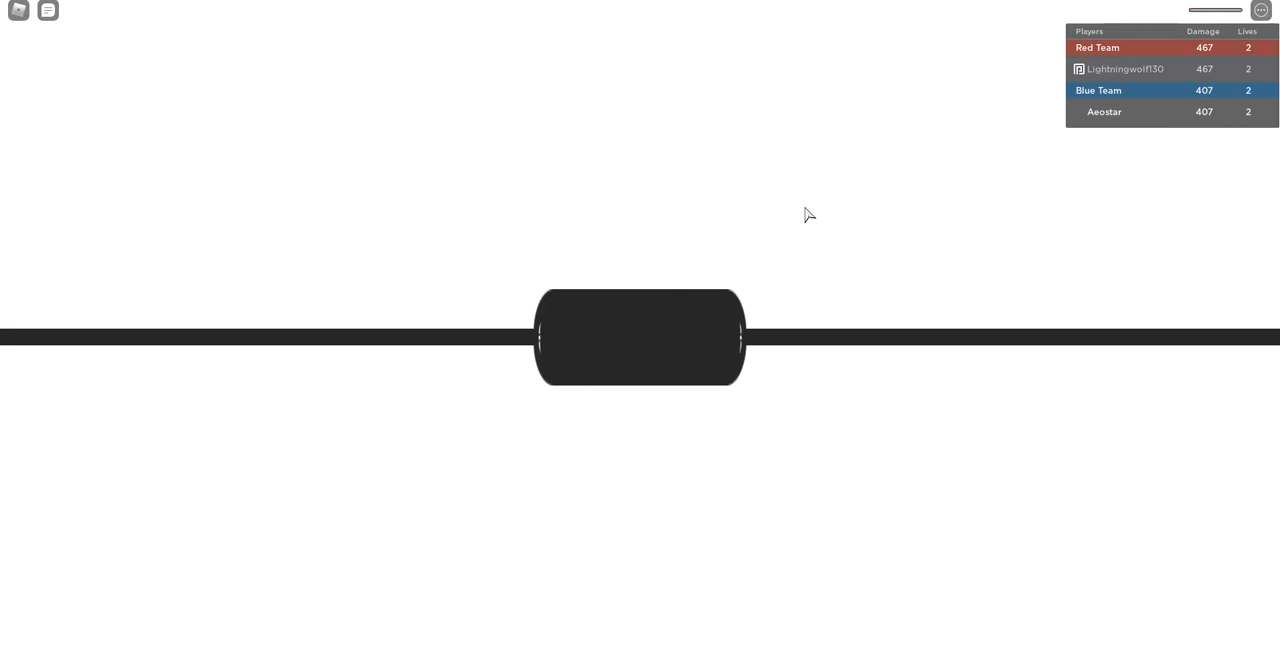 Players Damage Lives
Red Team 467 2
Lightningwolf130 467 2
Blue Team 407 2
Aeostar 407 2